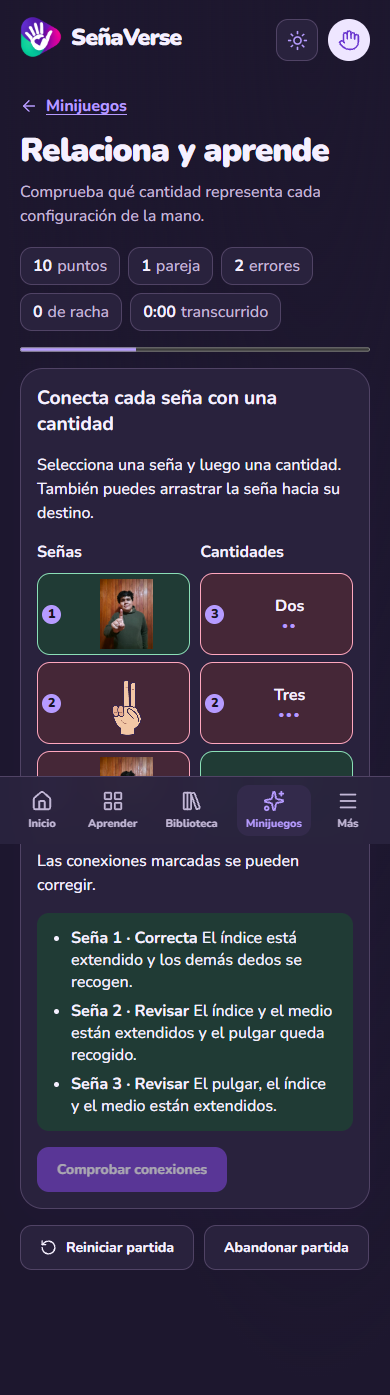 SeñaVerse
Minijuegos
Relaciona y aprende
Comprueba qué cantidad representa cada
configuración de la mano.
10 puntos
1 pareja
2 errores
0 de racha
0:00 transcurrido
Conecta cada seña con una
cantidad
Selecciona una seña y luego una cantidad.
También puedes arrastrar la seña hacia su
destino.
Señas
Cantidades
1
3
Dos
2
2
Tres
Inicio
Aprender
Biblioteca
Minijuegos
Más
Las conexiones marcadas se pueden
corregir.
Seña 1 · Correcta El índice está
extendido y los demás dedos se
recogen.
Seña 2 · Revisar El índice y el medio
están extendidos y el pulgar queda
recogido.
Seña 3 · Revisar El pulgar, el índice
y el medio están extendidos.
Comprobar conexiones
Reiniciar partida
Abandonar partida